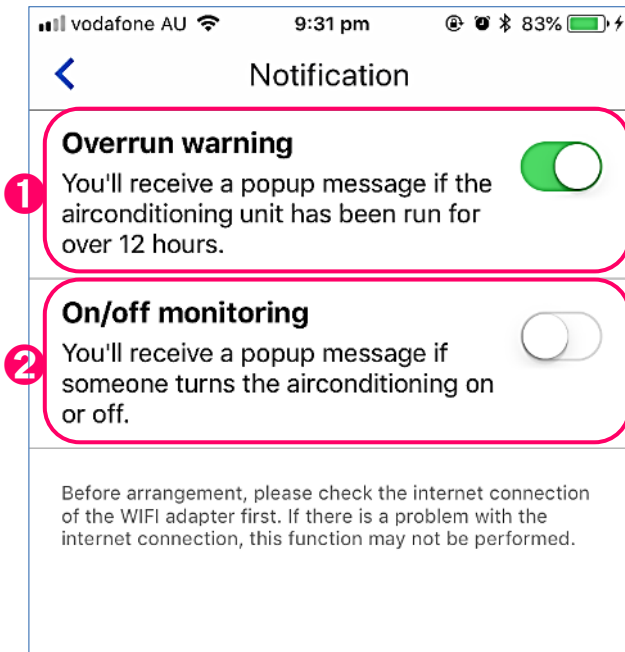 vodafone AU 9:31 pm 83%
Notification
Overrun warning
1 You'll receive a popup message if the
airconditioning unit has been run for
over 12 hours.
On/off monitoring
2 You'll receive a popup message if
someone turns the airconditioning on
or off.
Before arrangement, please check the internet connection
of the WIFI adapter first. If there is a problem with the
internet connection, this function may not be performed.